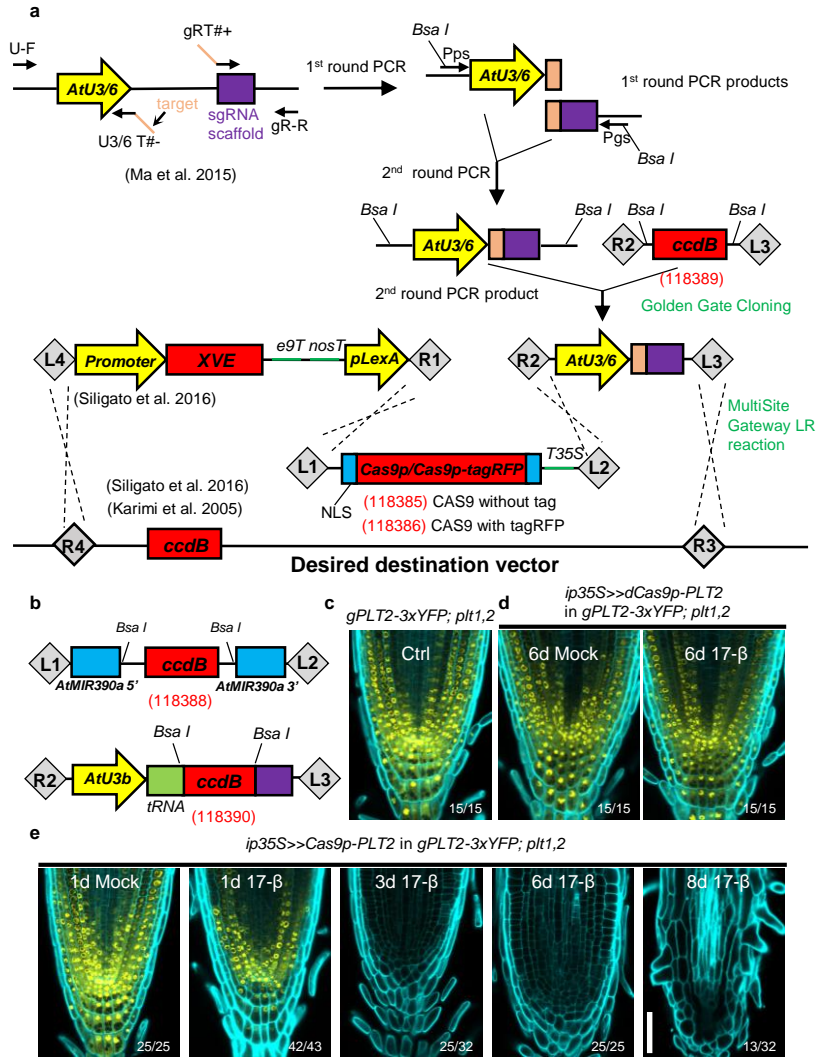 a
gRT#+
U-F
AtU3/6
target
sgRNA
scaffold
U3/6 T#-
gR-R
(Ma et al. 2015)
1st round PCR
Bsa I
Pps
AtU3/6
1st round PCR products
Pgs
Bsa I
2nd round PCR
Bsa I
AtU3/6
Bsa I
2nd round PCR product
Bsa I
Bsa I
R2
ccdB
L3
(118389)
Golden Gate Cloning
L4
Promoter
XVE
e9T nosT
pLexA
R1
(Siligato et al. 2016)
R2
AtU3/6
L3
MultiSite
Gateway LR
reaction
L1
Cas9p/Cas9p-tagRFP
T35S
L2
NLS
(118385) CAS9 without tag
(118386) CAS9 with tagRFP
(Siligato et al. 2016)
(Karimi et al. 2005)
R4
ccdB
R3
Desired destination vector
b
Bsa I
Bsa I
L1
ccdB
L2
AtMIR390a 5’
AtMIR390a 3’
(118388)
Bsa I
Bsa I
R2
AtU3b
ccdB
L3
tRNA
(118390)
c
gPLT2-3xYFP; plt1,2
Ctrl
15/15
d
ip35S>>dCas9p-PLT2
in gPLT2-3xYFP; plt1,2
6d Mock
15/15
6d 17-β
15/15
e
ip35S>>Cas9p-PLT2 in gPLT2-3xYFP; plt1,2
1d Mock
25/25
1d 17-β
42/43
3d 17-β
25/32
6d 17-β
25/25
8d 17-β
13/32